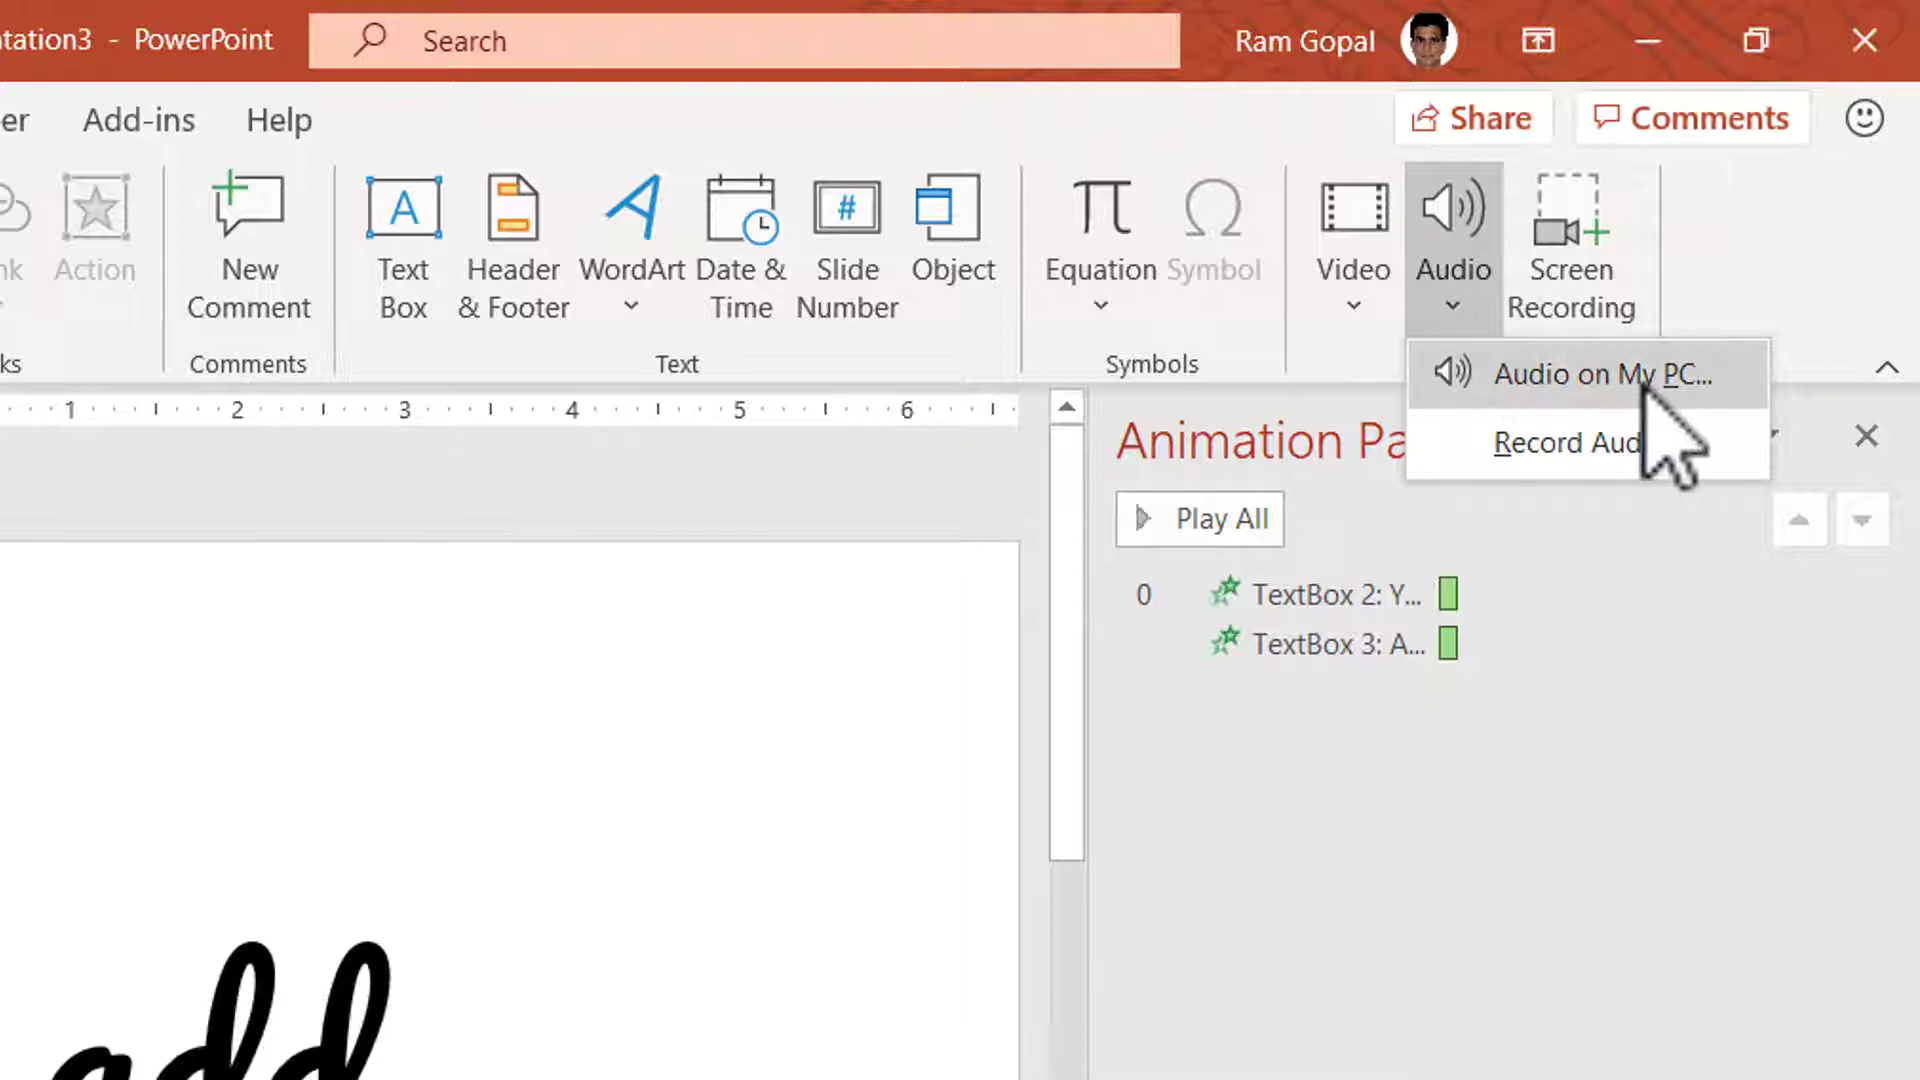 tation3 - PowerPoint
Search
Ram Gopal
er
Add-ins
Help
Share
Comments
nk
Action
New
Comment
Text
Box
Header
& Footer
WordArt
Date &
Time
Slide
Number
Object
Equation
Symbol
Video
Audio
Screen
Recording
ks
Comments
Text
Symbols
Audio on My PC...
Record Aud
1 2 3 4 5 6
Animation Pa
Play All
0 TextBox 2: Y...
TextBox 3: A...
add